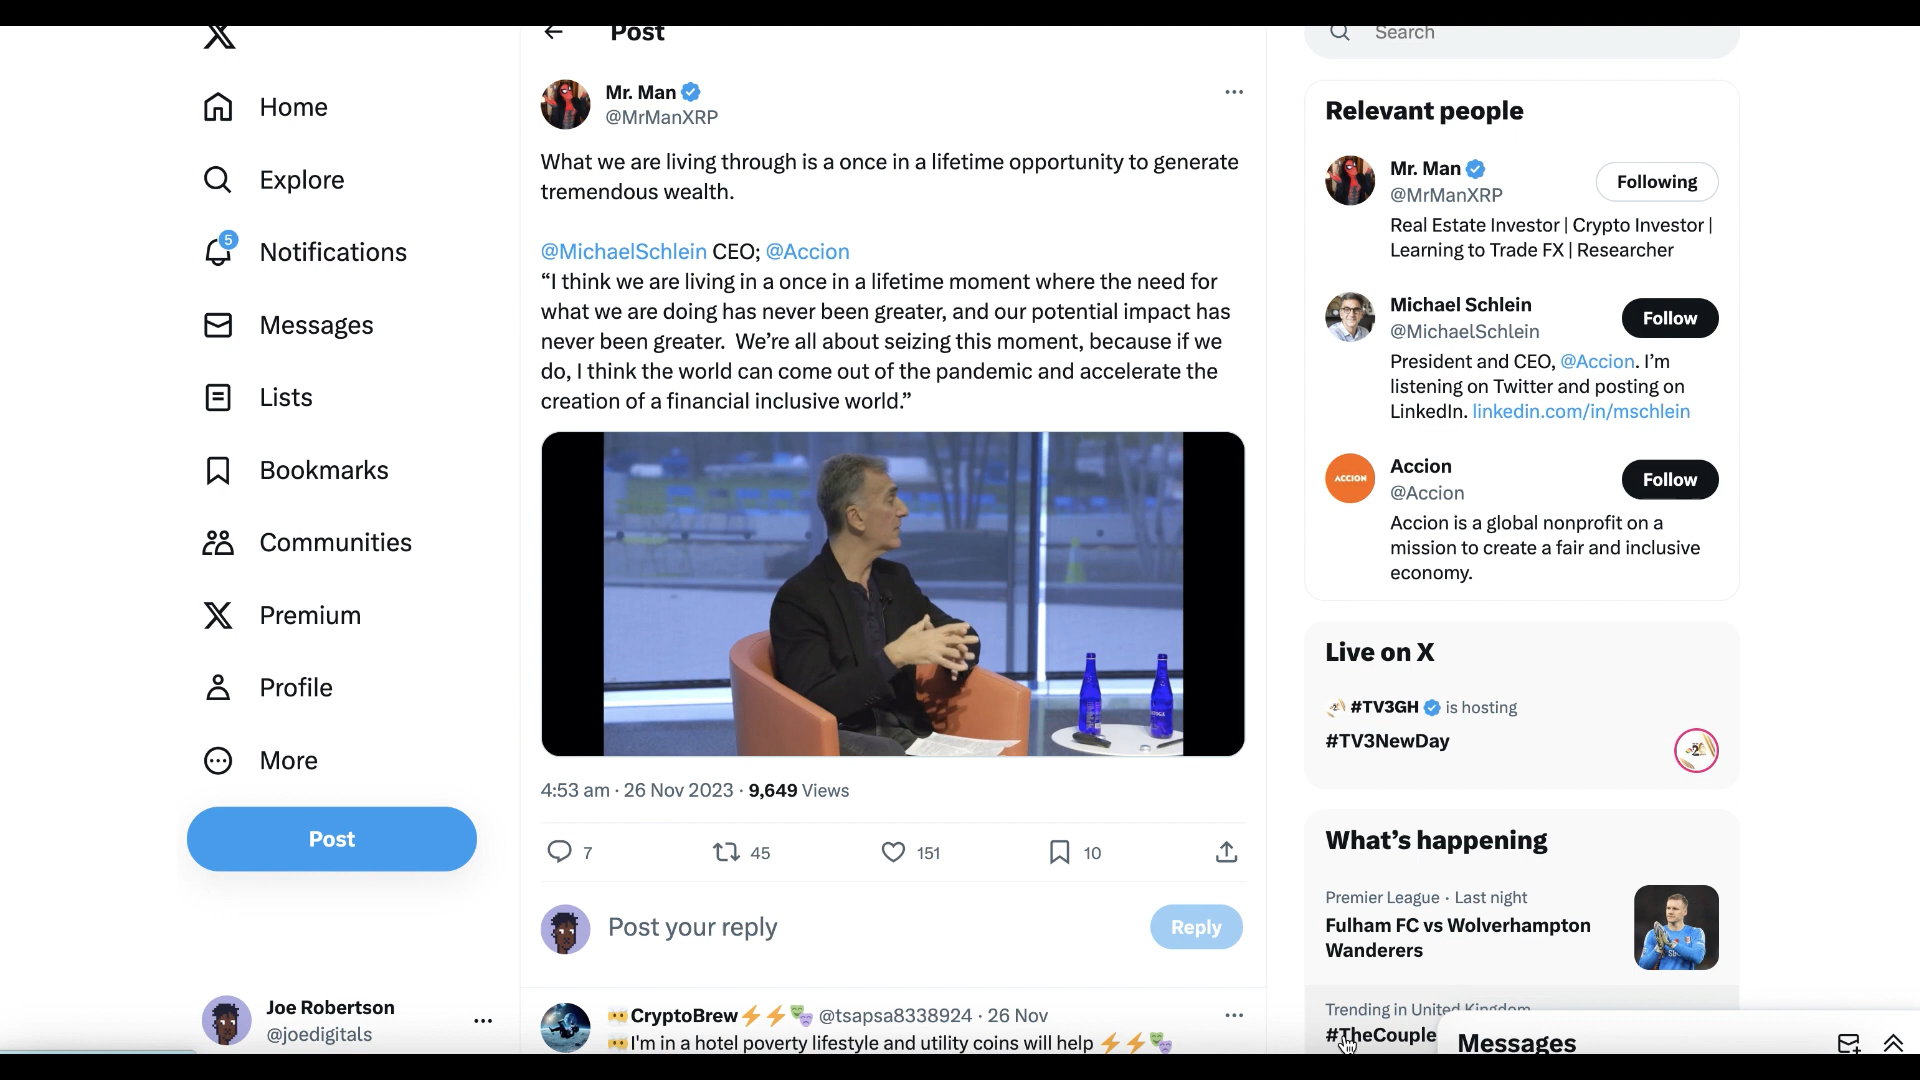 Post
Search
Home
Explore
5
Notifications
Messages
Lists
Bookmarks
Communities
Premium
Profile
More
Post
Joe Robertson
@joedigitals
Mr. Man
@MrManXRP
What we are living through is a once in a lifetime opportunity to generate
tremendous wealth.
@MichaelSchlein CEO; @Accion
“I think we are living in a once in a lifetime moment where the need for
what we are doing has never been greater, and our potential impact has
never been greater.  We’re all about seizing this moment, because if we
do, I think the world can come out of the pandemic and accelerate the
creation of a financial inclusive world.”
4:53 am · 26 Nov 2023 · 9,649 Views
7
45
151
10
Post your reply
Reply
CryptoBrew⚡⚡🎭 @tsapsa8338924 · 26 Nov
I'm in a hotel poverty lifestyle and utility coins will help ⚡⚡🎭
Relevant people
Mr. Man
Following
@MrManXRP
Real Estate Investor | Crypto Investor |
Learning to Trade FX | Researcher
Michael Schlein
Follow
@MichaelSchlein
President and CEO, @Accion. I’m
listening on Twitter and posting on
LinkedIn. linkedin.com/in/mschlein
ACCION
Accion
Follow
@Accion
Accion is a global nonprofit on a
mission to create a fair and inclusive
economy.
Live on X
#TV3GH is hosting
#TV3NewDay
What’s happening
Premier League · Last night
Fulham FC vs Wolverhampton
Wanderers
Trending in United Kingdom
#TheCouple
Messages